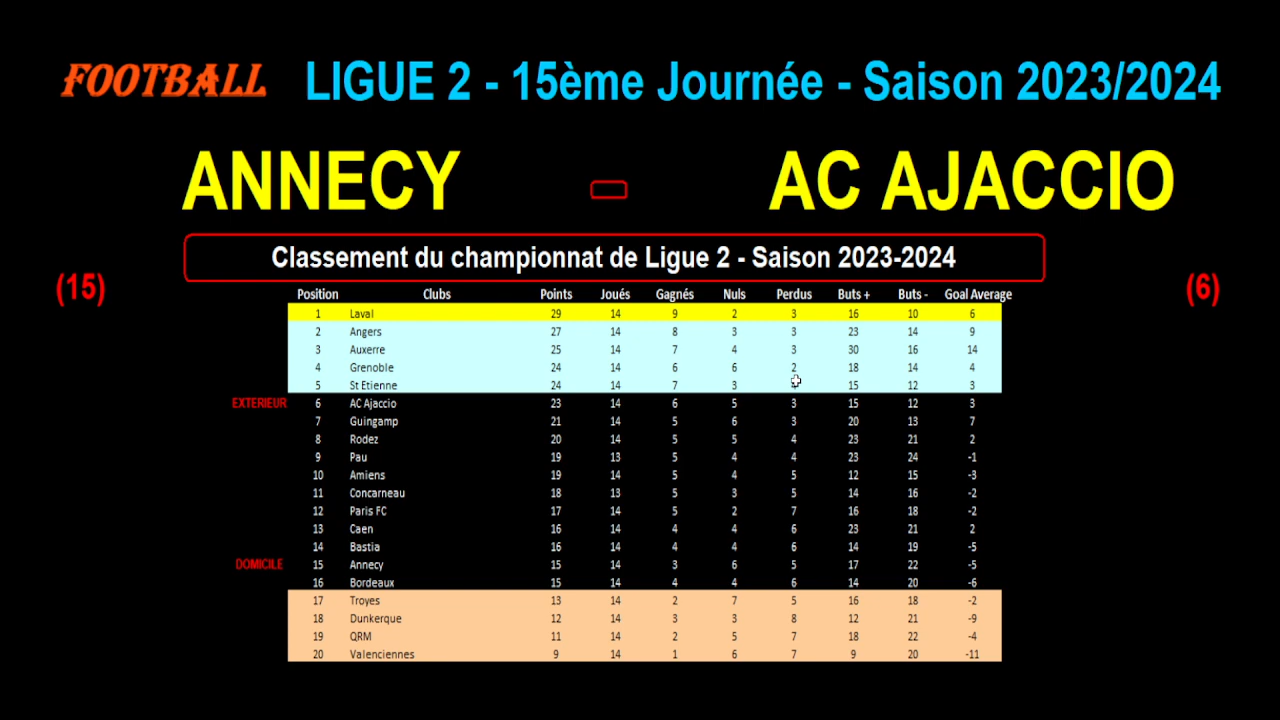 FOOTBALL LIGUE 2 - 15ème Journée - Saison 2023/2024
ANNECY - AC AJACCIO
Classement du championnat de Ligue 2 - Saison 2023-2024
(15) (6)
Position Clubs Points Joués Gagnés Nuls Perdus Buts + Buts - Goal Average
1 Laval 29 14 9 2 3 16 10 6
2 Angers 27 14 8 3 3 23 14 9
3 Auxerre 25 14 7 4 3 30 16 14
4 Grenoble 24 14 6 6 2 18 14 4
5 St Etienne 24 14 7 3 15 12 3
EXTERIEUR 6 AC Ajaccio 23 14 6 5 3 15 12 3
7 Guingamp 21 14 5 6 3 20 13 7
8 Rodez 20 14 5 5 4 23 21 2
9 Pau 19 13 5 4 4 23 24 -1
10 Amiens 19 14 5 4 5 12 15 -3
11 Concarneau 18 13 5 3 5 14 16 -2
12 Paris FC 17 14 5 2 7 16 18 -2
13 Caen 16 14 4 4 6 23 21 2
14 Bastia 16 14 4 4 6 14 19 -5
DOMICILE 15 Annecy 15 14 3 6 5 17 22 -5
16 Bordeaux 15 14 4 4 6 14 20 -6
17 Troyes 13 14 2 7 5 16 18 -2
18 Dunkerque 12 14 3 3 8 12 21 -9
19 QRM 11 14 2 5 7 18 22 -4
20 Valenciennes 9 14 1 6 7 9 20 -11